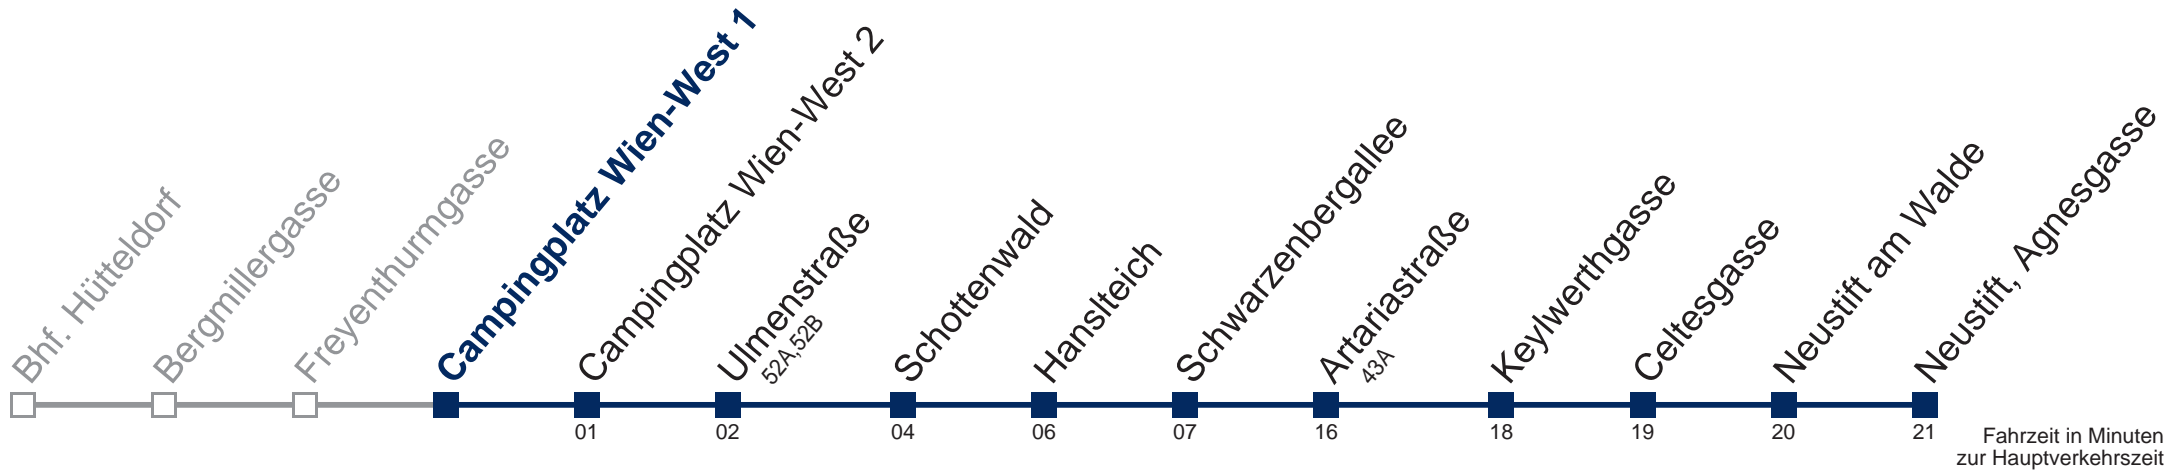 Bhf. Hütteldorf
Bergmillergasse
Freyenthurmgasse
Campingplatz Wien-West 1
Campingplatz Wien-West 2
Ulmenstraße
52A,52B
Schottenwald
Hanslteich
Schwarzenbergallee
Artariastraße
43A
Keylwerthgasse
Celtesgasse
Neustift am Walde
Neustift, Agnesgasse
01
02
04
06
07
16
18
19
20
21
Fahrzeit in Minuten
zur Hauptverkehrszeit